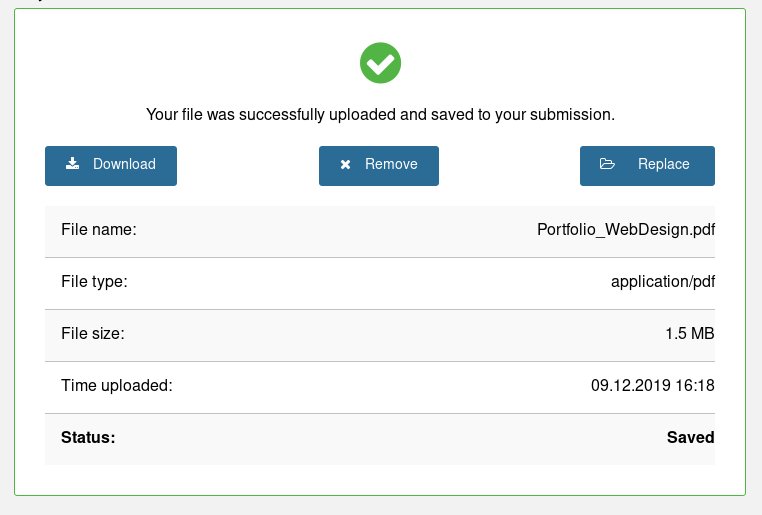 Your file was successfully uploaded and saved to your submission.
Download Remove Replace
File name: Portfolio_WebDesign.pdf
File type: application/pdf
File size: 1.5 MB
Time uploaded: 09.12.2019 16:18
Status: Saved